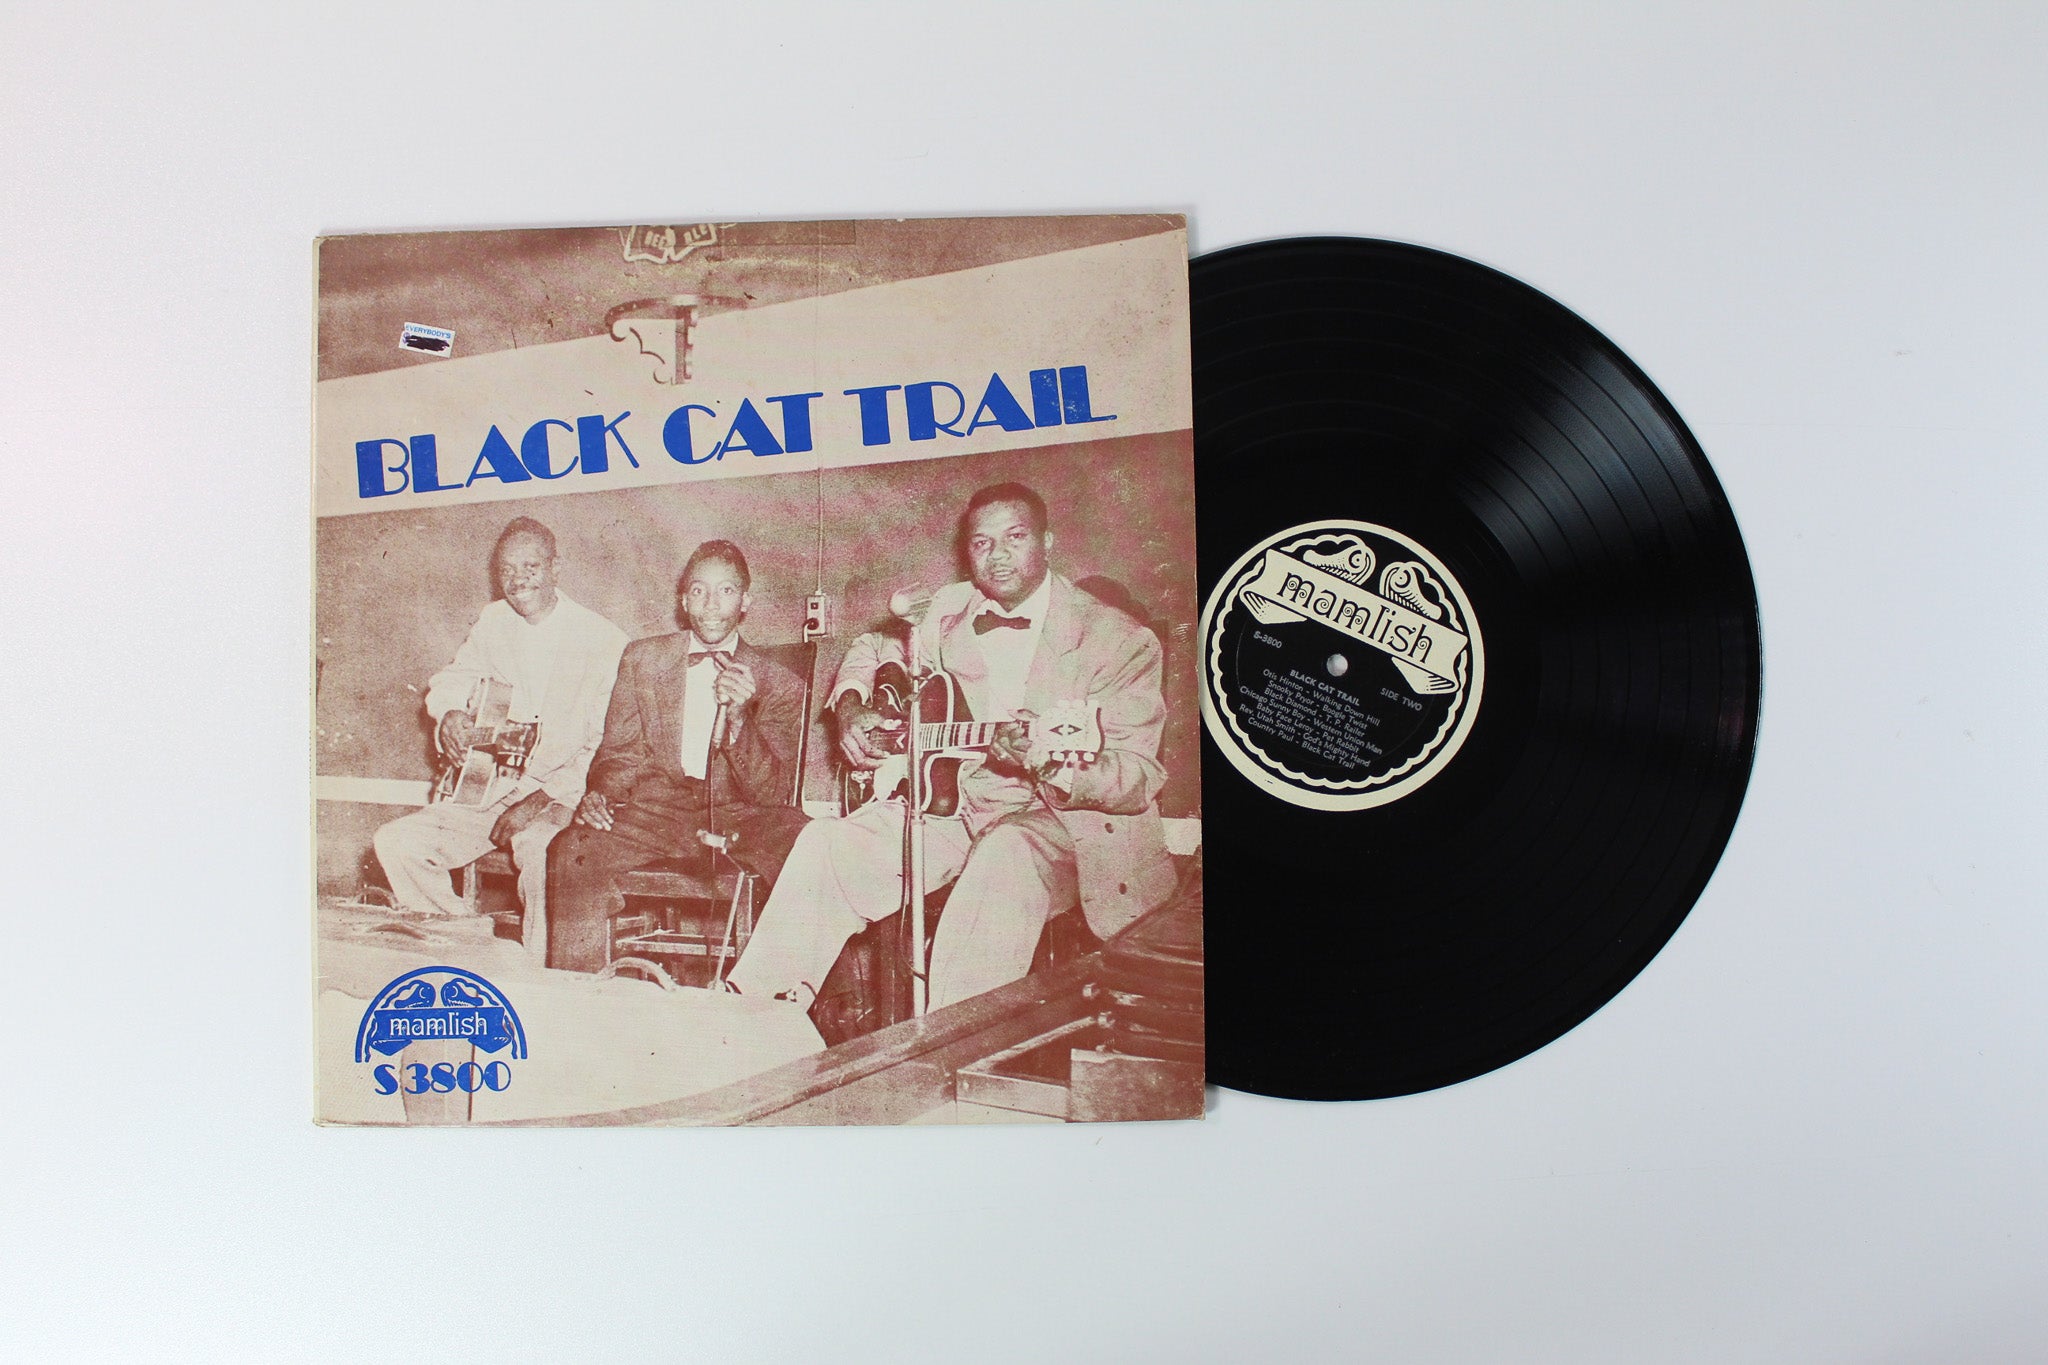 BEER BLL
EVERYBODY'S
BLACK CAT TRAIL
mamlish
S 3800
mamlish
S-3800
SIDE TWO
BLACK CAT TRAIL
Otis Hinton - Walking Down Hill
Snooky Pryor - Boogie Twist
Black Diamond - T. P. Railer
Chicago Sunny Boy - Western Union Man
Baby Face Leroy - Pet Rabbit
Rev. Utah Smith - God's Mighty Hand
Country Paul - Black Cat Trail